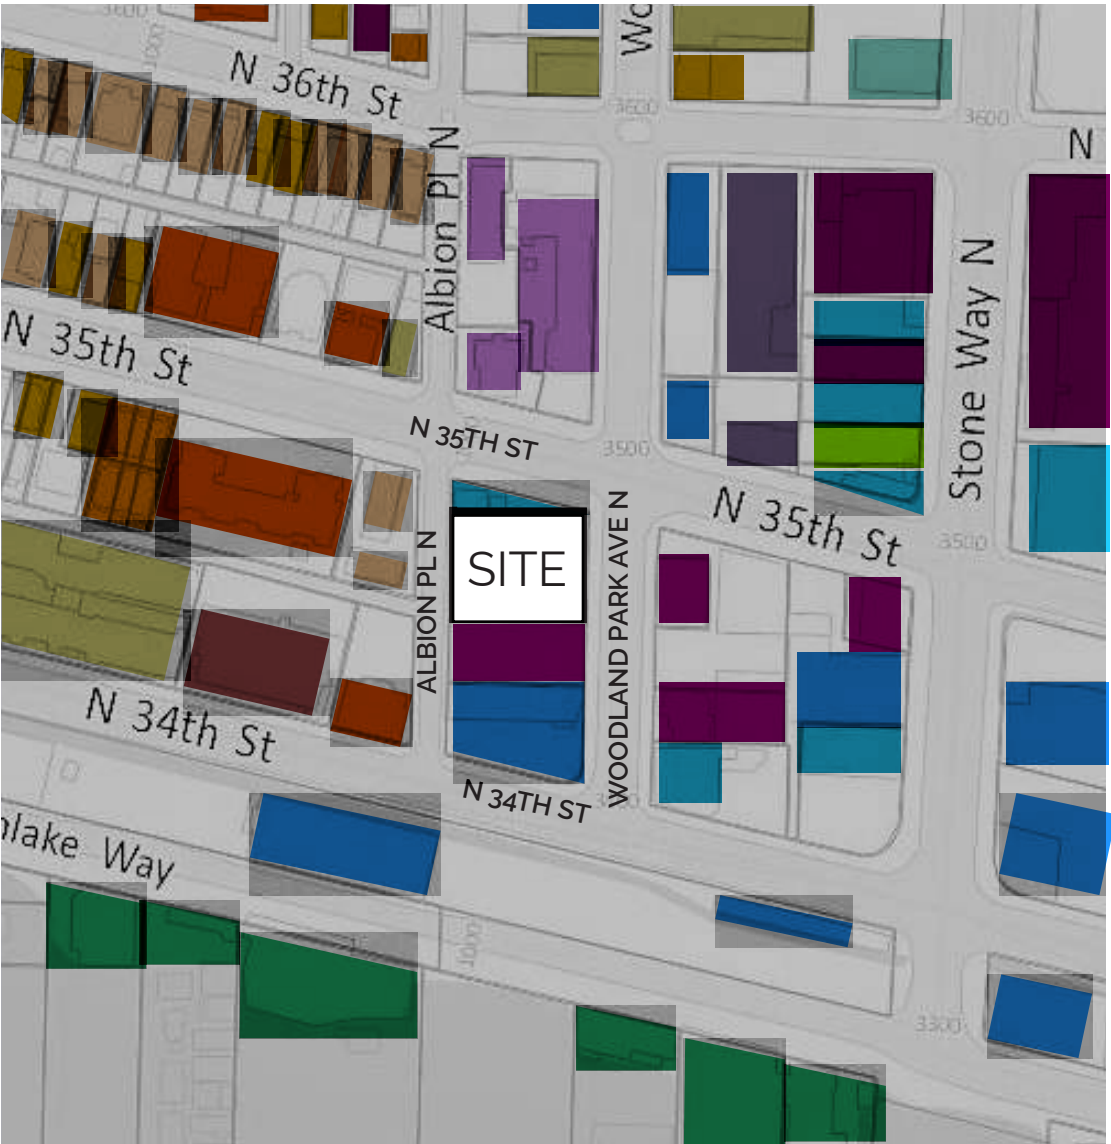 3600
N 36th St
3600
3600
N
Albion Pl N
N 35th St
N 35TH ST
3500
Stone Way N
N 35th St
3500
SITE
ALBION PL N
WOODLAND PARK AVE N
N 34th St
N 34TH ST
lake Way
3300